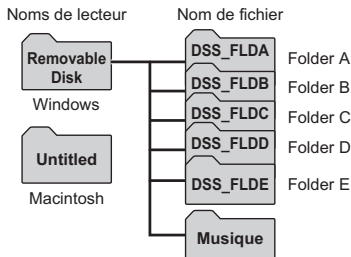 Noms de lecteur
Nom de fichier
Removable
Disk
Windows
Untitled
Macintosh
DSS_FLDA
Folder A
DSS_FLDB
Folder B
DSS_FLDC
Folder C
DSS_FLDD
Folder D
DSS_FLDE
Folder E
Musique